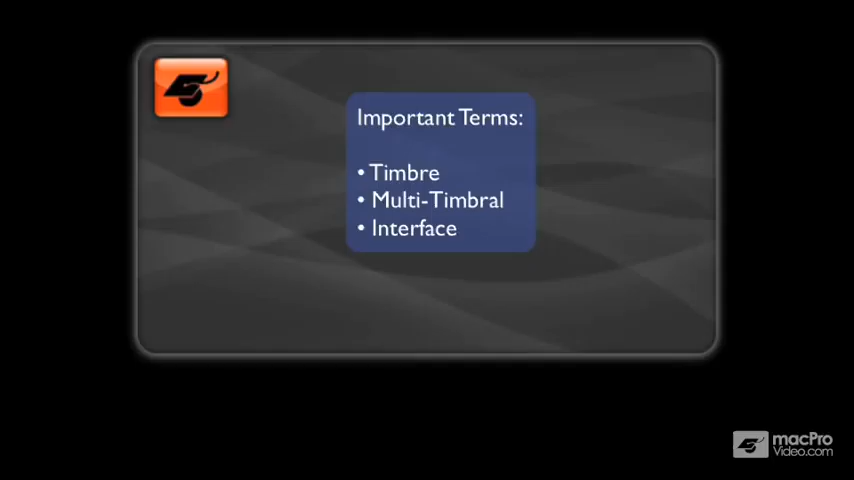 Important Terms:
• Timbre
• Multi-Timbral
• Interface
macPro
Video.com